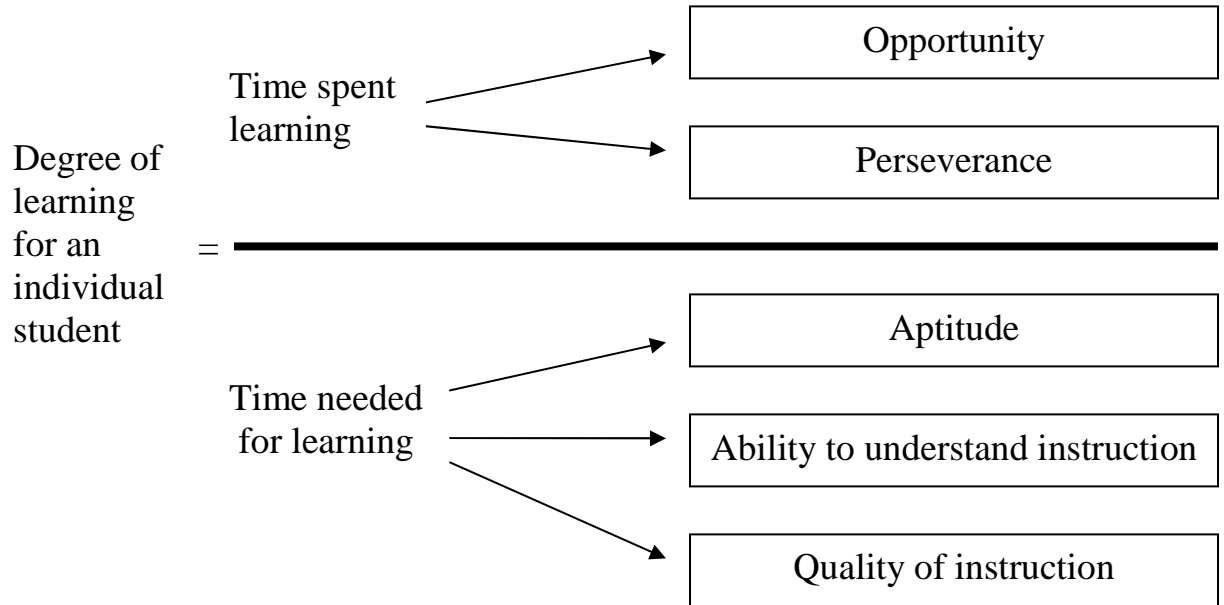 Degree of
learning
for an
individual
student
=
Time spent
learning
Opportunity
Perseverance
Time needed
for learning
Aptitude
Ability to understand instruction
Quality of instruction